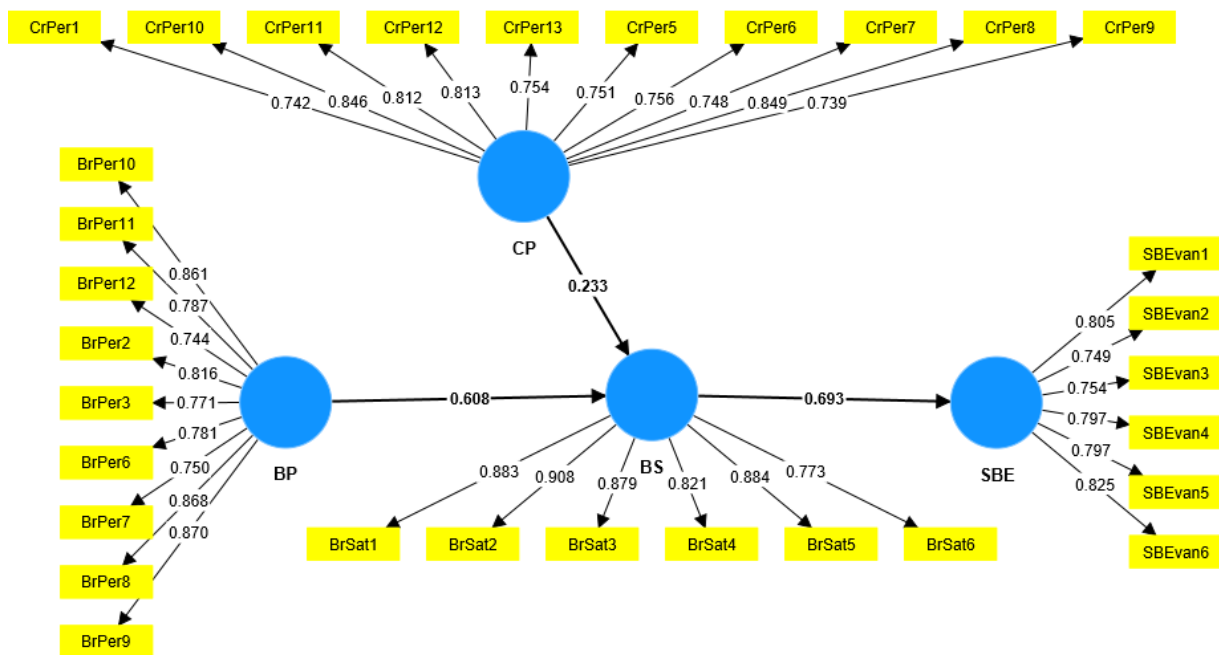 CrPer1 CrPer10 CrPer11 CrPer12 CrPer13 CrPer5 CrPer6 CrPer7 CrPer8 CrPer9
0.742 0.846 0.812 0.813 0.754 0.751 0.756 0.748 0.849 0.739
CP
0.233
BrPer10
BrPer11
BrPer12
BrPer2
BrPer3
BrPer6
BrPer7
BrPer8
BrPer9
0.861
0.787
0.744
0.816
0.771
0.781
0.750
0.868
0.870
BP
0.608
BS
0.693
SBE
0.883 0.908 0.879 0.821 0.884 0.773
BrSat1 BrSat2 BrSat3 BrSat4 BrSat5 BrSat6
0.805
0.749
0.754
0.797
0.797
0.825
SBEvan1
SBEvan2
SBEvan3
SBEvan4
SBEvan5
SBEvan6